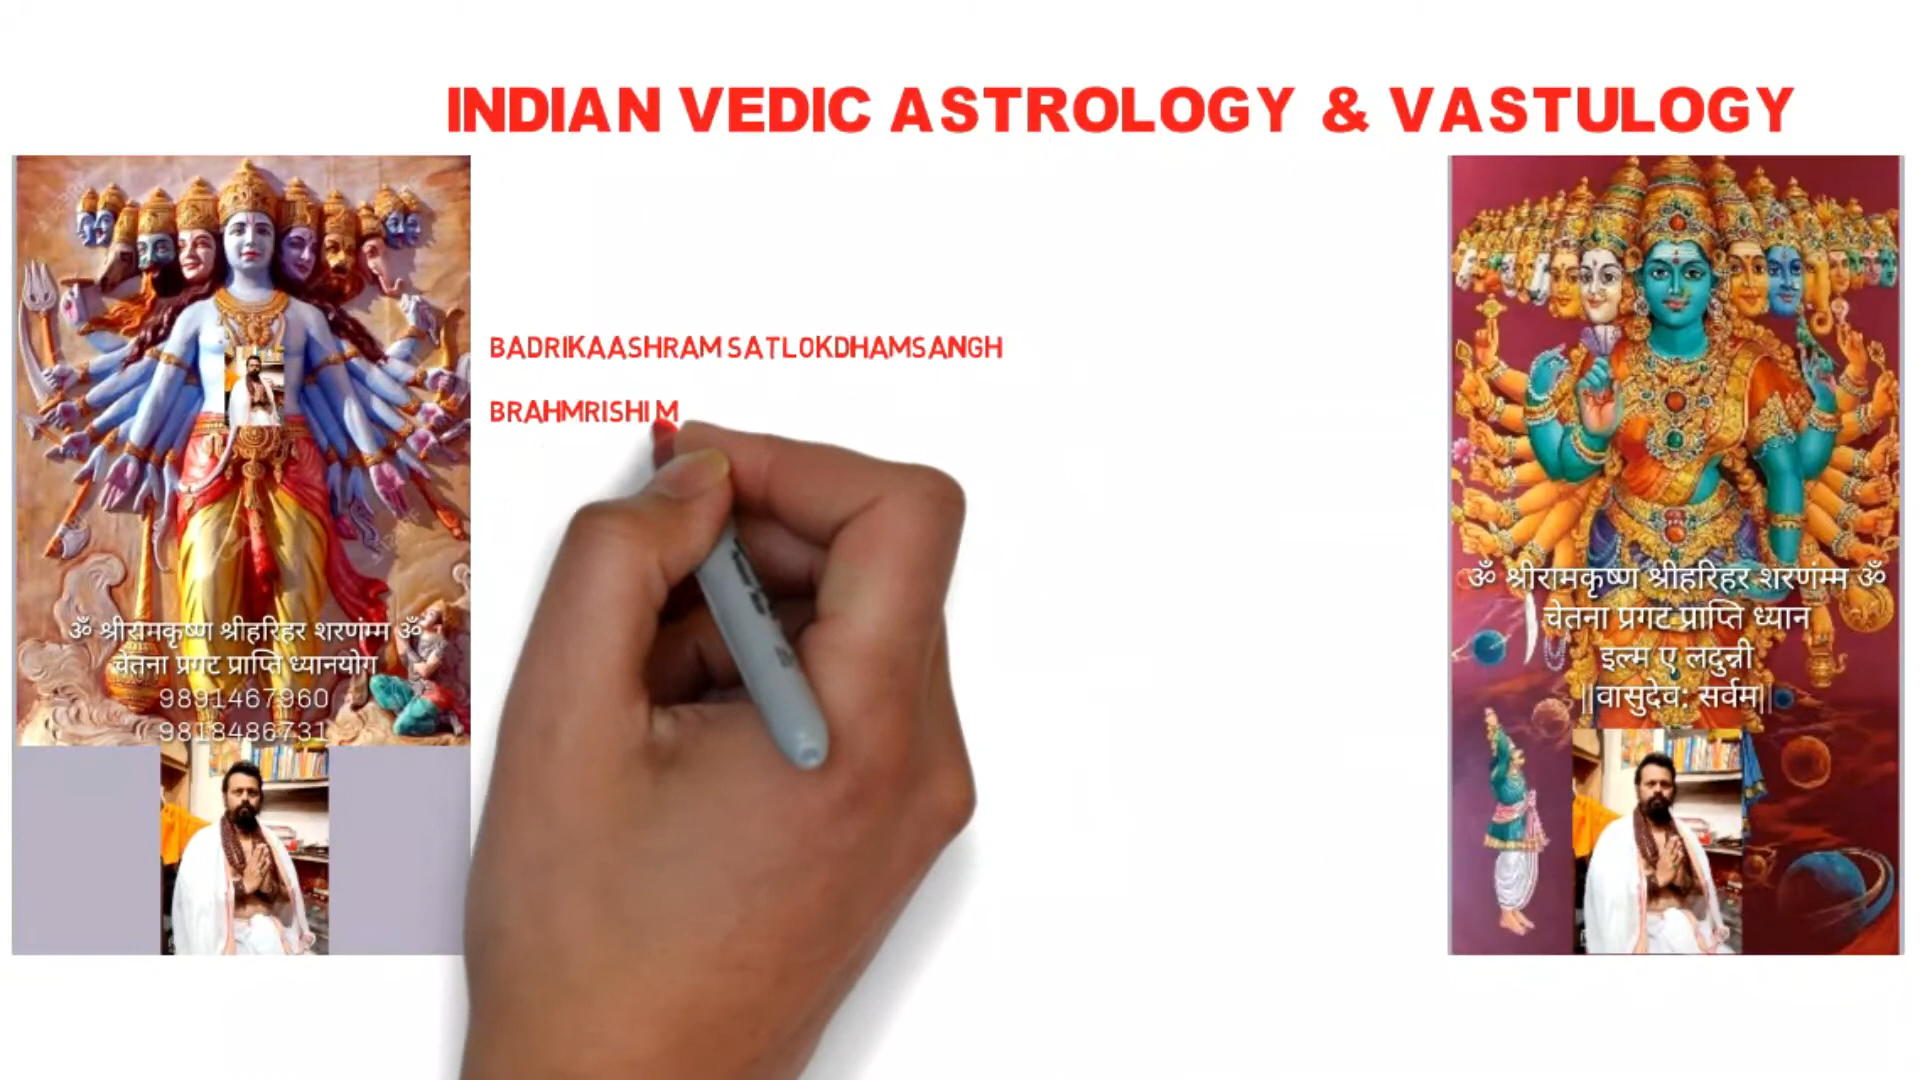 INDIAN VEDIC ASTROLOGY & VASTULOGY
BADRIKAASHRAM SATLOKDHAMSANGH
BRAHMRISHI M
ॐ श्रीरामकृष्ण श्रीहरिहर शरणंम्म ॐ
चेतना प्रगट प्राप्ति ध्यानयोग
9891467960
9818486731
ॐ श्रीरामकृष्ण श्रीहरिहर शरणंम्म ॐ
चेतना प्रगट प्राप्ति ध्यान
इल्म ए लदुन्नी
||वासुदेव: सर्वम||